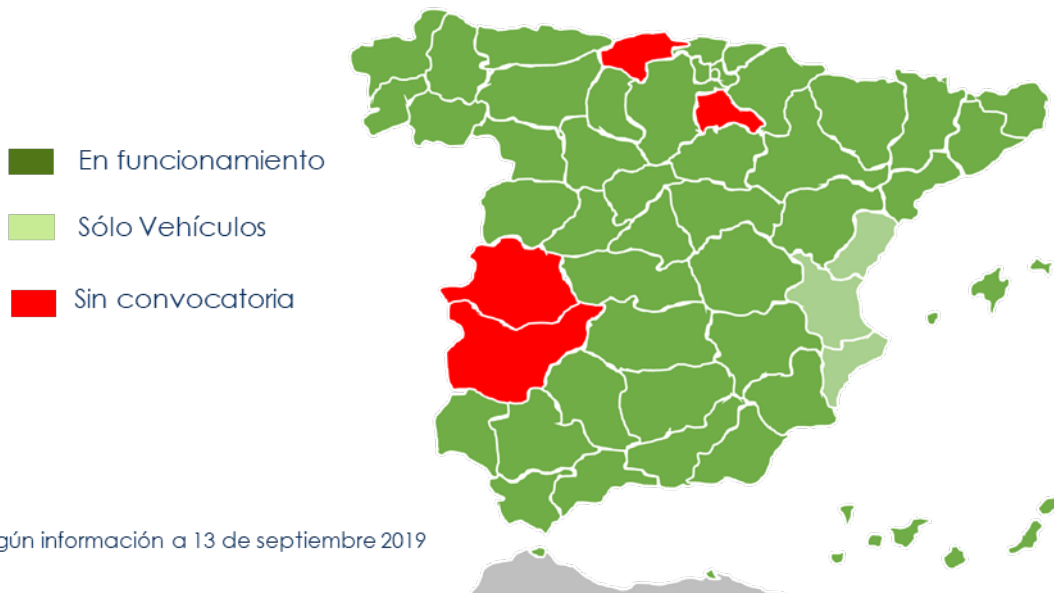 En funcionamiento
Sólo Vehículos
Sin convocatoria
gún información a 13 de septiembre 2019